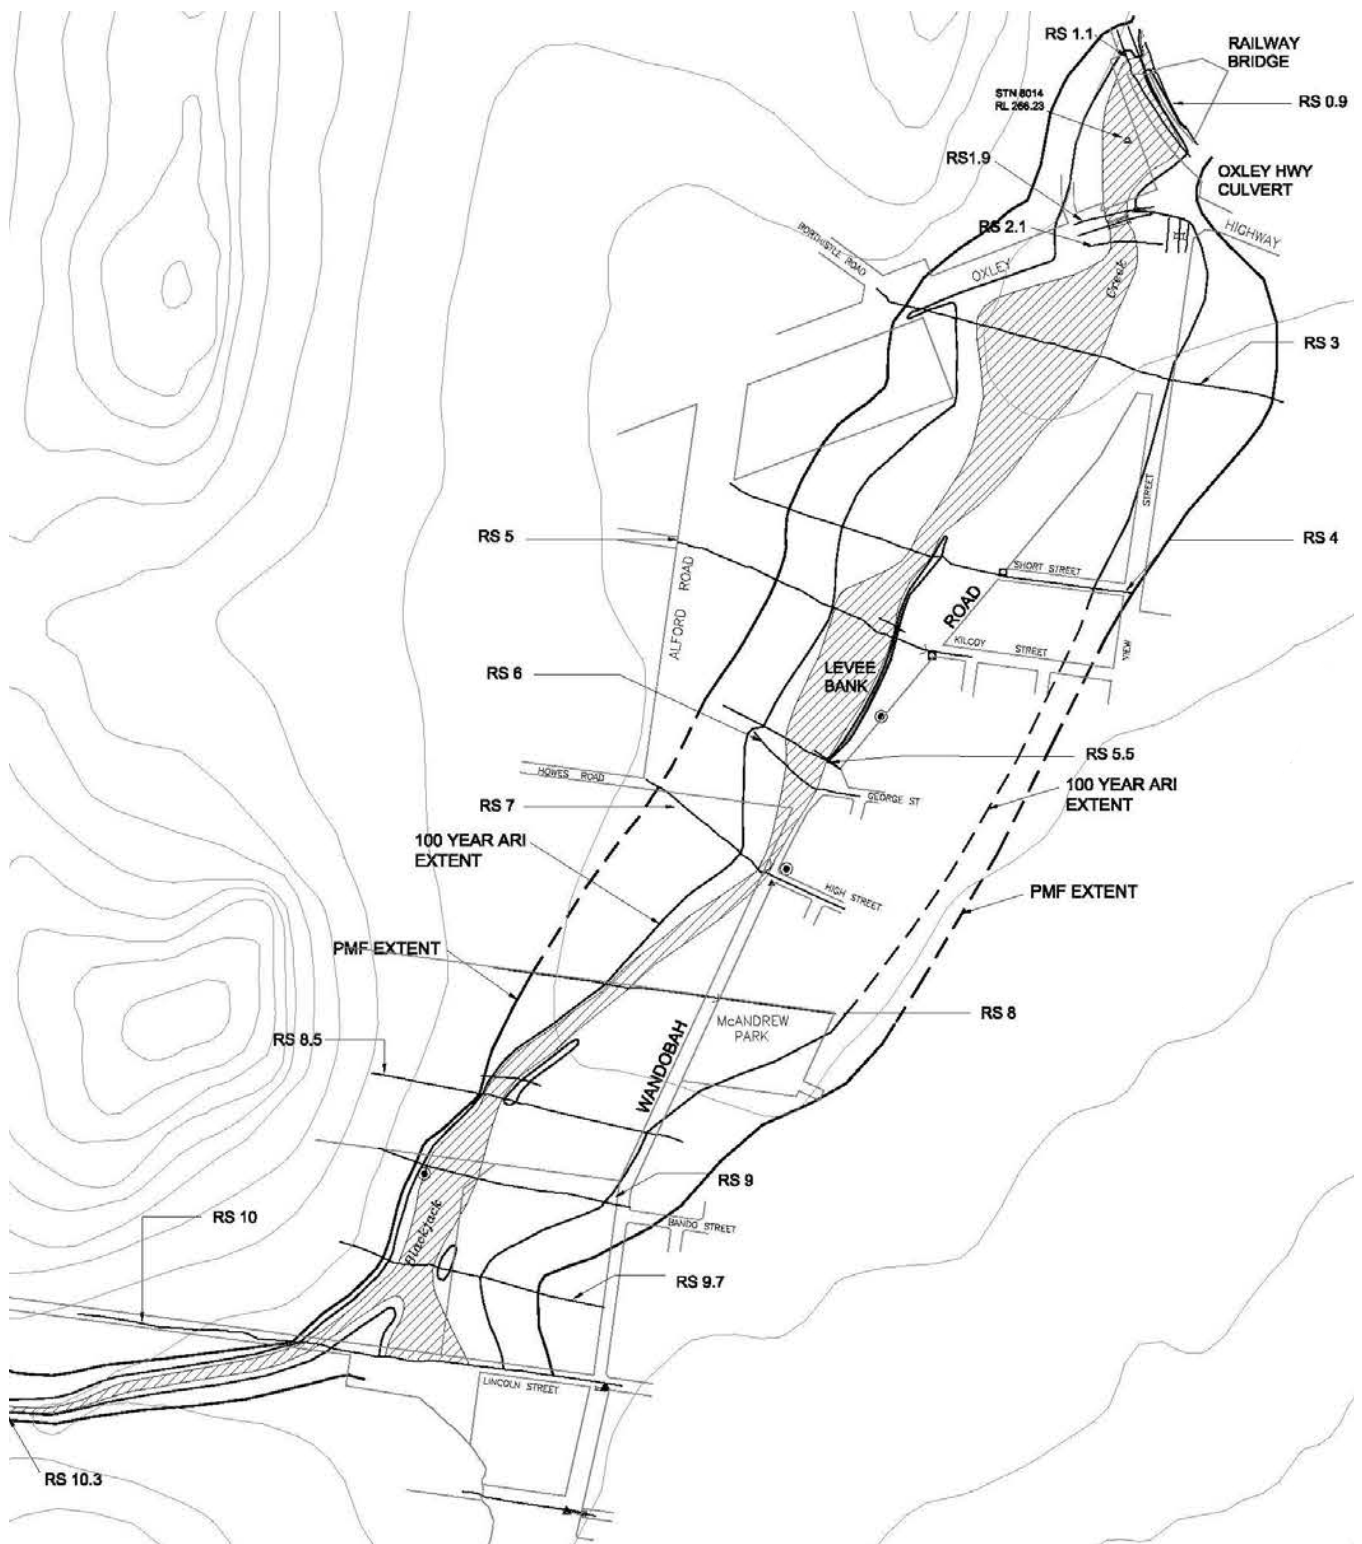 RS 1.1
RAILWAY
BRIDGE
STN 8014
RL 266.23
RS 0.9
RS1.9
OXLEY HWY
CULVERT
RS 2.1
HIGHWAY
OXLEY
Creek
ROAD
RS 3
STREET
RS 5
RS 4
SHORT STREET
ALFORD ROAD
ROAD
KILCOY STREET
VIEW
LEVEE
BANK
RS 6
RS 5.5
HOWES ROAD
GEORGE ST
100 YEAR ARI
EXTENT
RS 7
100 YEAR ARI
EXTENT
HIGH STREET
PMF EXTENT
PMF EXTENT
RS 8
McANDREW
PARK
RS 8.5
WANDOBAH
RS 9
RS 10
Blackjack
BANDO STREET
RS 9.7
LINCOLN STREET
RS 10.3